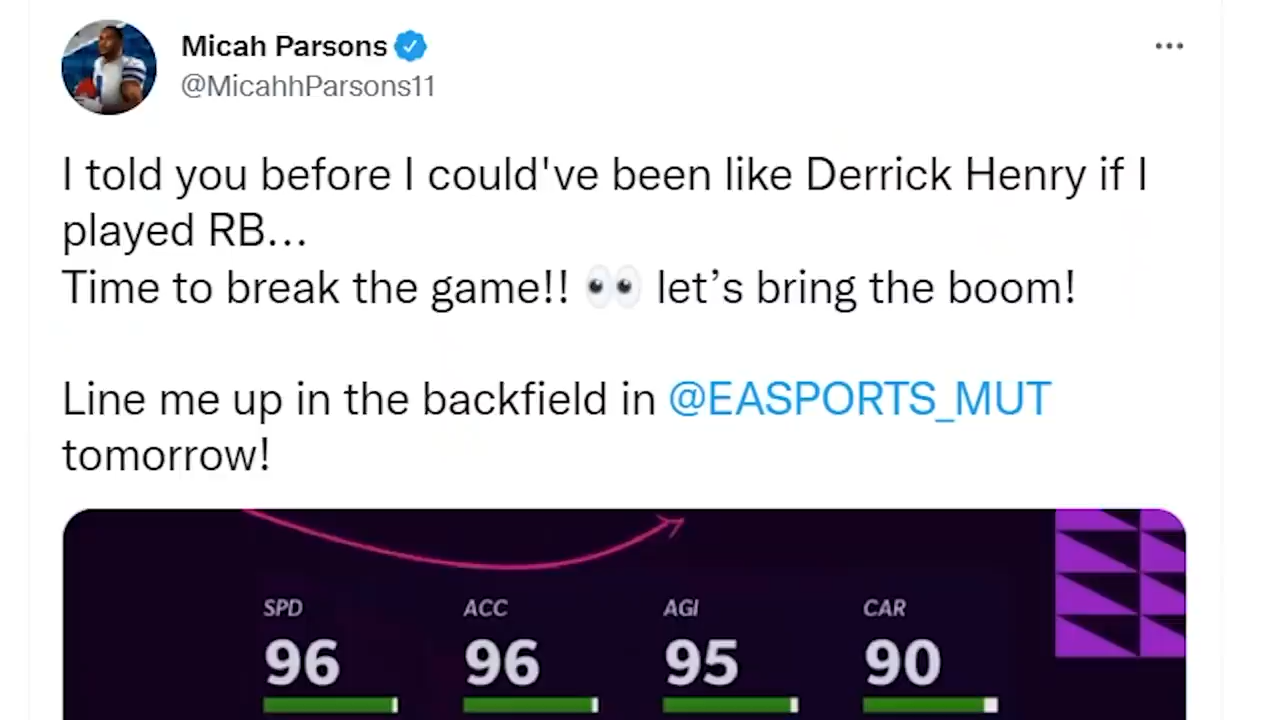 Micah Parsons
@MicahhParsons11
I told you before I could've been like Derrick Henry if I
played RB...
Time to break the game!! 👀 let’s bring the boom!
Line me up in the backfield in @EASPORTS_MUT
tomorrow!
SPD ACC AGI CAR
96 96 95 90